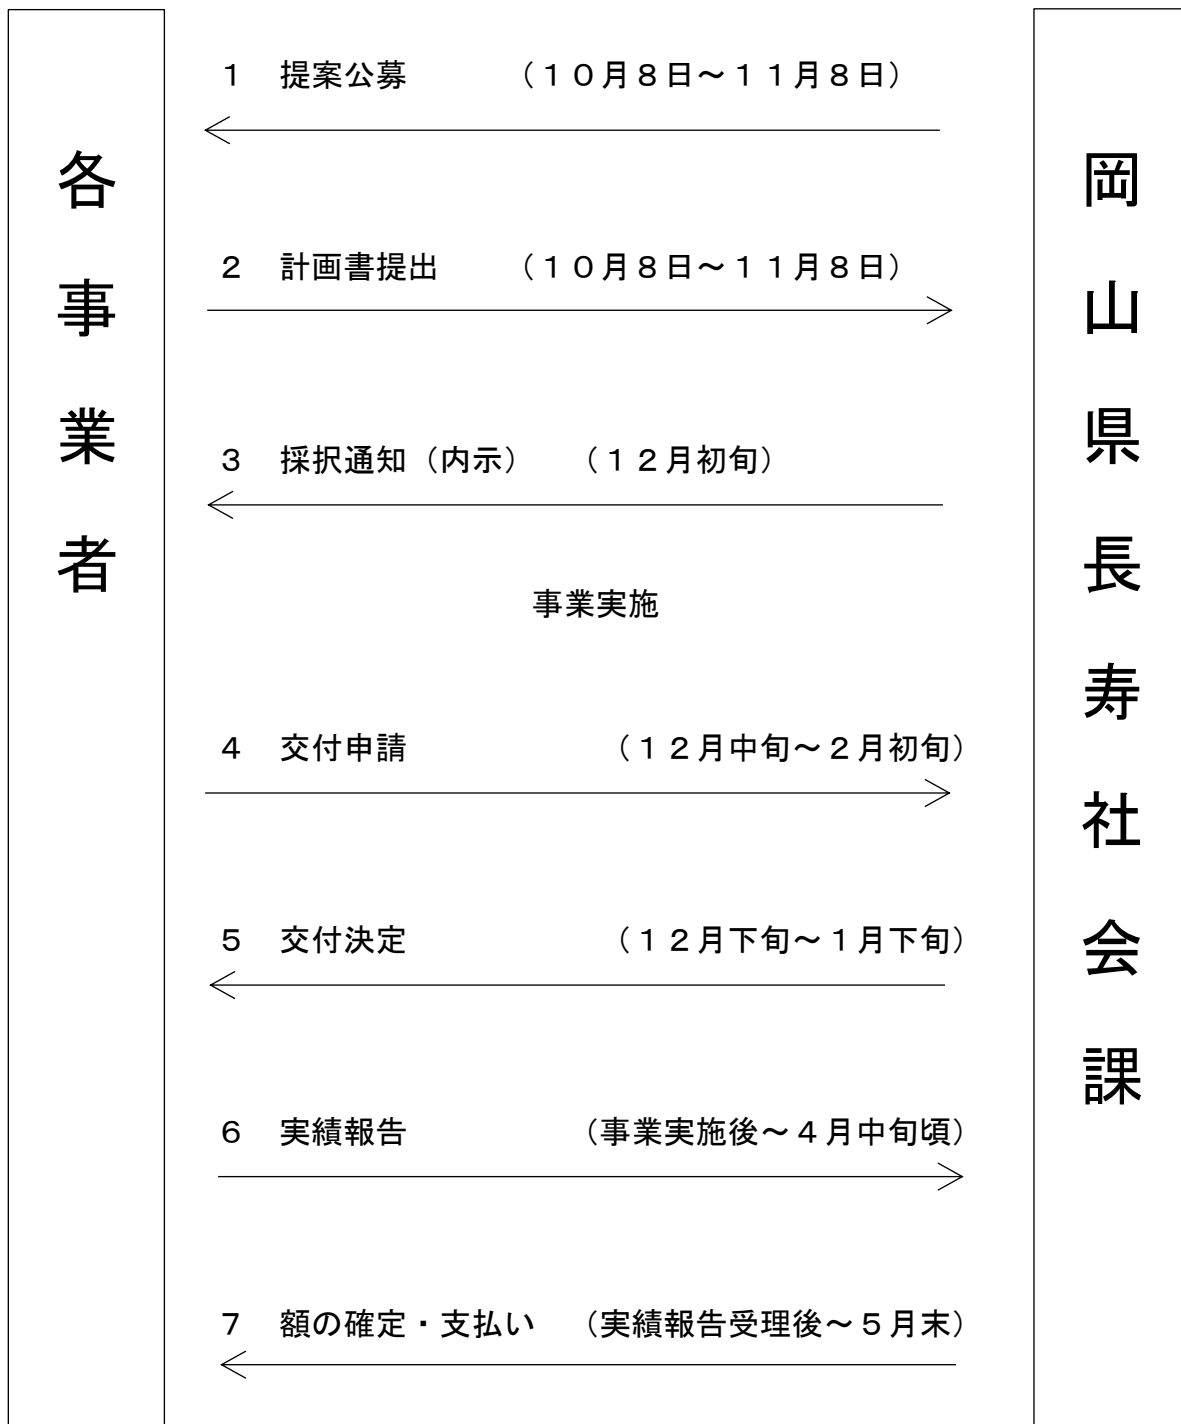 各事業者
１　提案公募　　　（１０月８日～１１月８日）
２　計画書提出　　（１０月８日～１１月８日）
３　採択通知（内示）　　（１２月初旬）
事業実施
４　交付申請　　　　　　（１２月中旬～２月初旬）
５　交付決定　　　　　　（１２月下旬～１月下旬）
６　実績報告　　　　　（事業実施後～４月中旬頃）
７　額の確定・支払い　（実績報告受理後～５月末）
岡山県長寿社会課